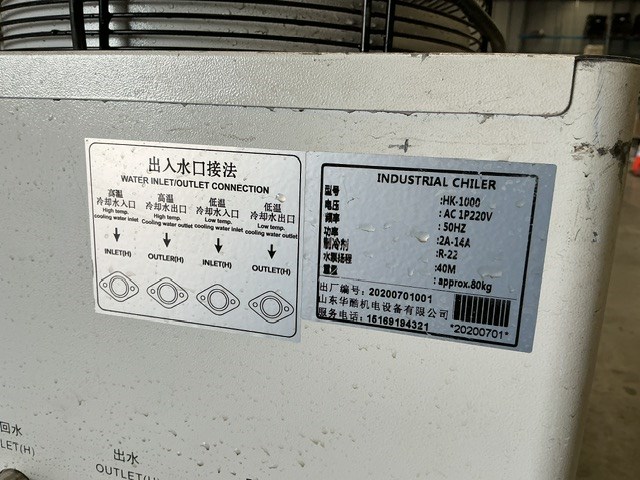 出入水口接法
WATER INLET/OUTLET CONNECTION
高温 高温 低温 低温
冷却水入口 冷却水出口 冷却水入口 冷却水出口
High temp. High temp. Low temp. Low temp.
cooling water inlet Cooling water outlet cooling water inlet cooling water outlet
INLET(H) OUTLER(H) INLET(H) OUTLET(H)
INDUSTRIAL CHILER
型号 :HK-1000
电压 : AC 1P220V
频率 : 50HZ
功率 :2A-14A
制冷剂 :R-22
水泵扬程 :40M
重量 : approx.80kg
出厂编号: 20200701001
山东华酷机电设备有限公司
服务电话: 15169194321
*20200701*
回水
LET(H)
出水
OUTLET(H